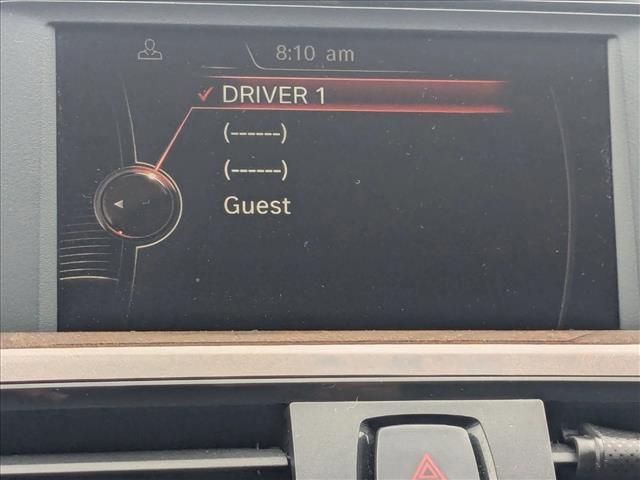 8:10 am
DRIVER 1
(------)
(------)
Guest